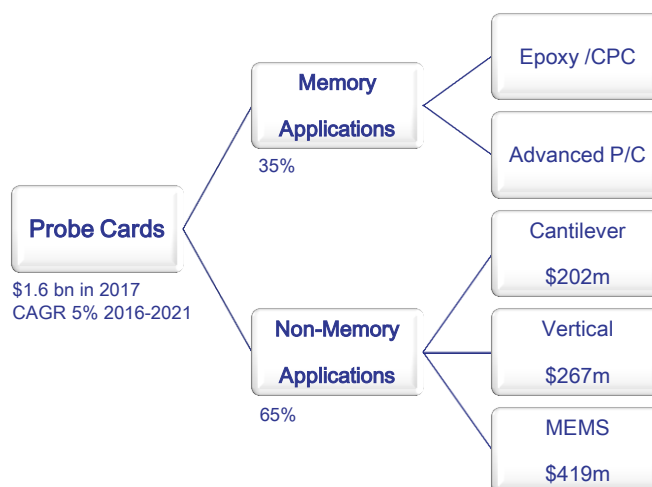 Probe Cards
$1.6 bn in 2017
CAGR 5% 2016-2021
Memory
Applications
35%
Epoxy /CPC
Advanced P/C
Non-Memory
Applications
65%
Cantilever
$202m
Vertical
$267m
MEMS
$419m